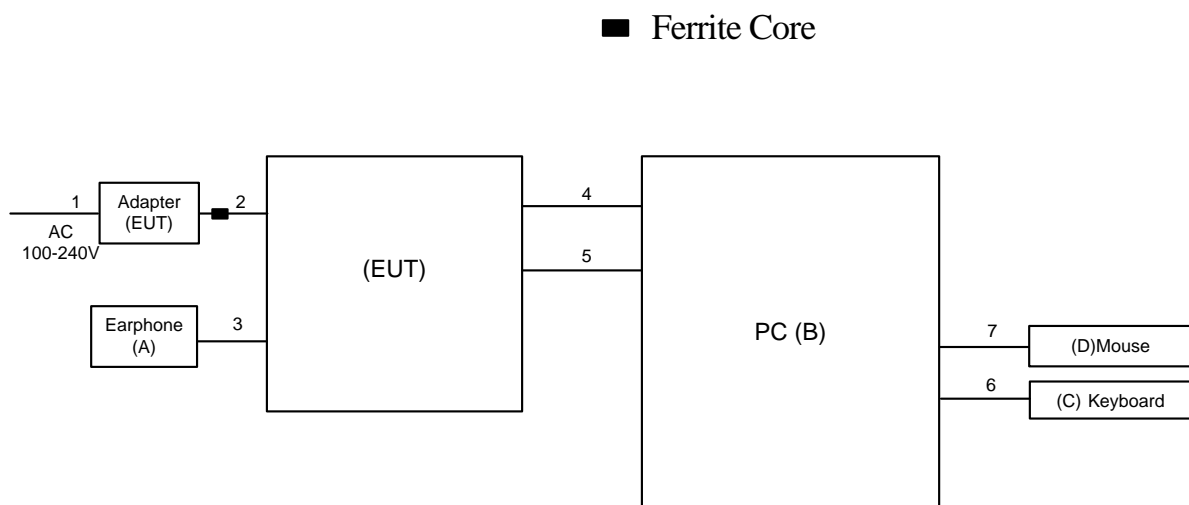 Ferrite Core
1
Adapter
(EUT)
2
AC
100-240V
Earphone
(A)
3
(EUT)
4
5
PC (B)
7
(D)Mouse
6
(C) Keyboard